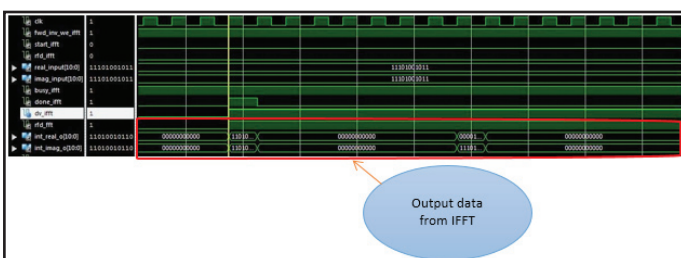 clk 1
fwd_inv_we_ifft 1
start_ifft 0
rfd_ifft 0
real_input[10:0] 11101001011 11101001011
imag_input[10:0] 11101001011 11101001011
busy_ifft 1
done_ifft 1
dv_ifft 1
rfd_fft 1
int_real_o[10:0] 11010010110 00000000000 11010... 00000000000 00001... 00000000000
int_imag_o[10:0] 11010010110 00000000000 11010... 00000000000 11101... 00000000000
Output data
from IFFT